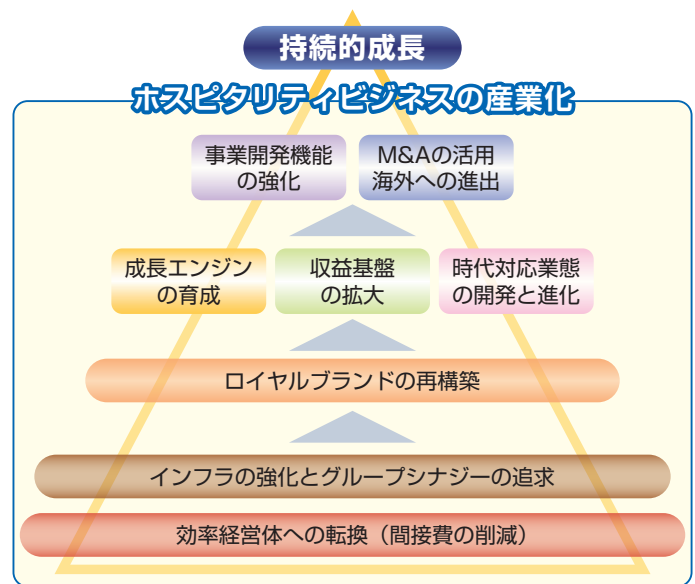 持続的成長
ホスピタリティビジネスの産業化
事業開発機能
の強化
M&Aの活用
海外への進出
成長エンジン
の育成
収益基盤
の拡大
時代対応業態
の開発と進化
ロイヤルブランドの再構築
インフラの強化とグループシナジーの追求
効率経営体への転換（間接費の削減）